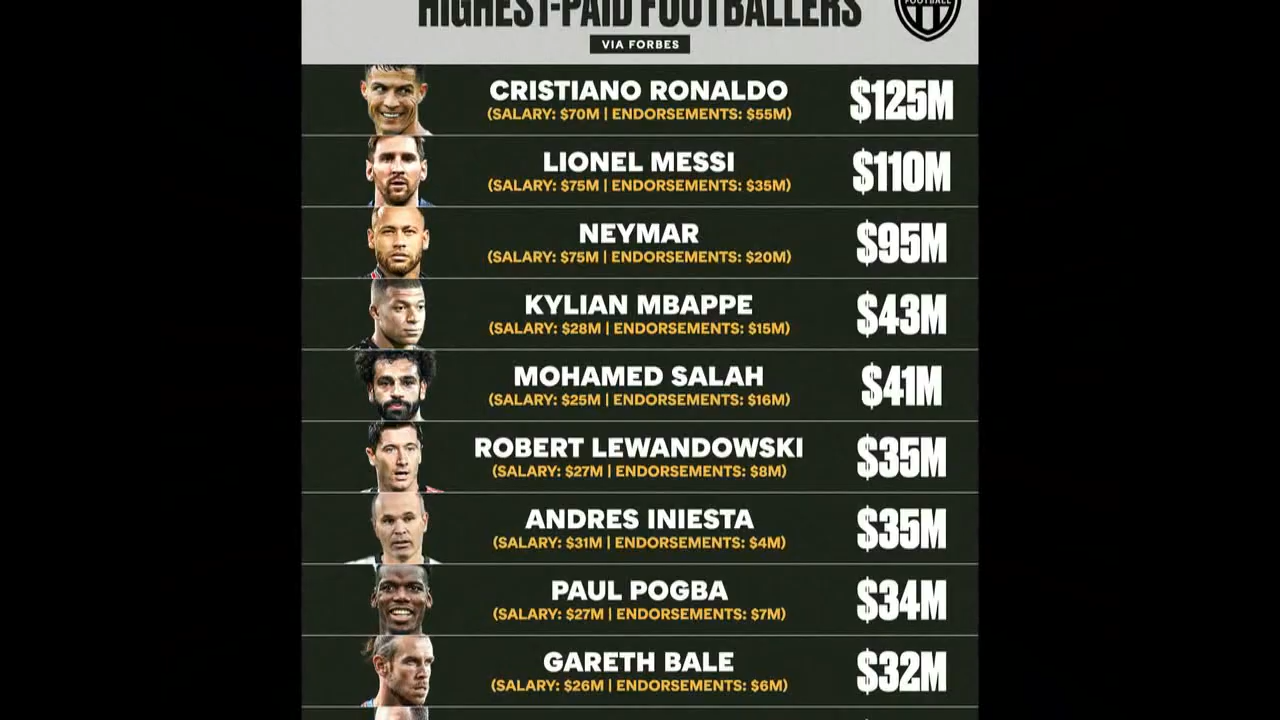 HIGHEST-PAID FOOTBALLERS
FOOTBALL
VIA FORBES
CRISTIANO RONALDO
(SALARY: $70M | ENDORSEMENTS: $55M)
$125M
LIONEL MESSI
(SALARY: $75M | ENDORSEMENTS: $35M)
$110M
NEYMAR
(SALARY: $75M | ENDORSEMENTS: $20M)
$95M
KYLIAN MBAPPE
(SALARY: $28M | ENDORSEMENTS: $15M)
$43M
MOHAMED SALAH
(SALARY: $25M | ENDORSEMENTS: $16M)
$41M
ROBERT LEWANDOWSKI
(SALARY: $27M | ENDORSEMENTS: $8M)
$35M
ANDRES INIESTA
(SALARY: $31M | ENDORSEMENTS: $4M)
$35M
PAUL POGBA
(SALARY: $27M | ENDORSEMENTS: $7M)
$34M
GARETH BALE
(SALARY: $26M | ENDORSEMENTS: $6M)
$32M